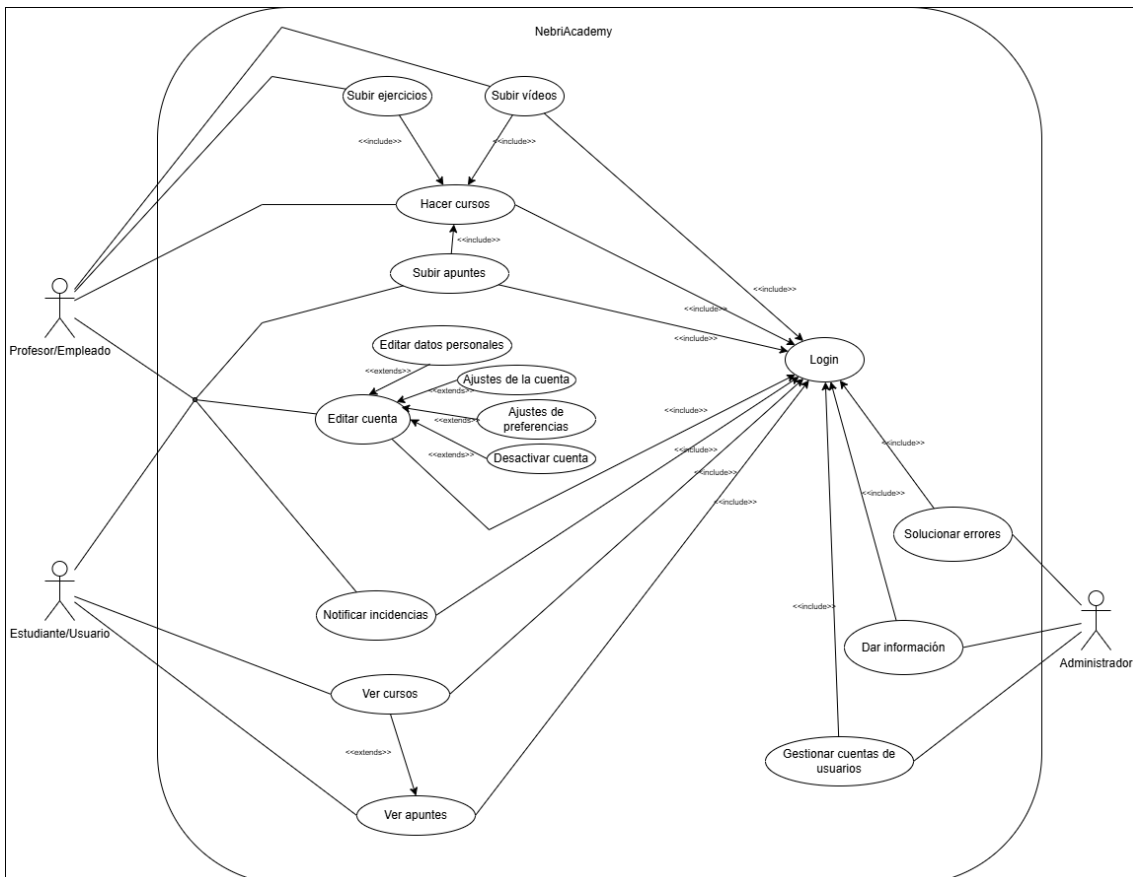 NebriAcademy
Subir ejercicios
Subir vídeos
<<include>>
<<include>>
Hacer cursos
<<include>>
Subir apuntes
<<include>>
<<include>>
<<include>>
<<include>>
Profesor/Empleado
Editar datos personales
<<extends>>
Ajustes de la cuenta
<<extends>>
Ajustes de
preferencias
<<extends>>
Editar cuenta
Desactivar cuenta
<<extends>>
Login
<<include>>
<<include>>
<<include>>
<<include>>
<<include>>
<<include>>
<<include>>
Solucionar errores
Notificar incidencias
Estudiante/Usuario
Dar información
Administrador
Ver cursos
<<extends>>
Gestionar cuentas de
usuarios
Ver apuntes